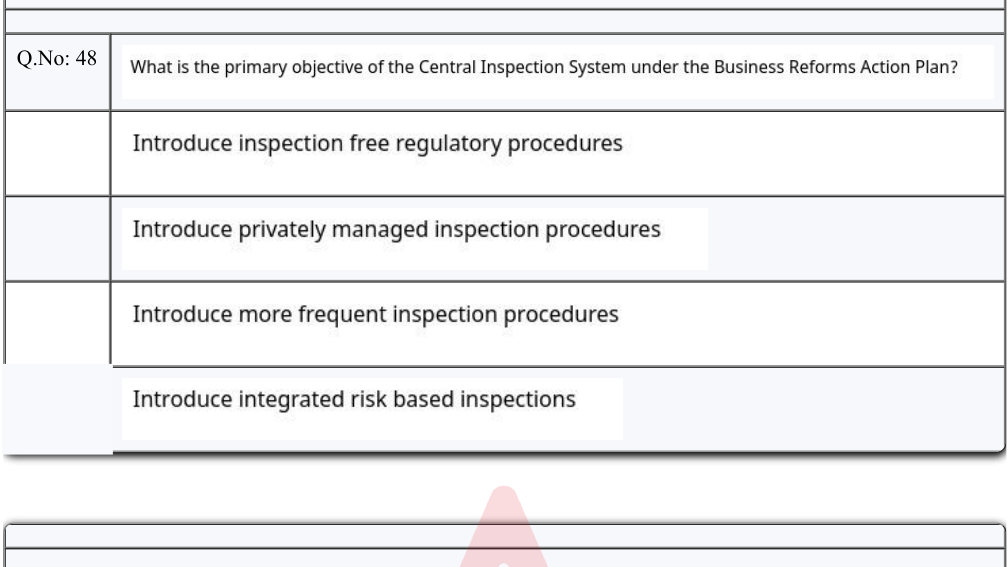 Q.No: 48
What is the primary objective of the Central Inspection System under the Business Reforms Action Plan?
Introduce inspection free regulatory procedures
Introduce privately managed inspection procedures
Introduce more frequent inspection procedures
Introduce integrated risk based inspections